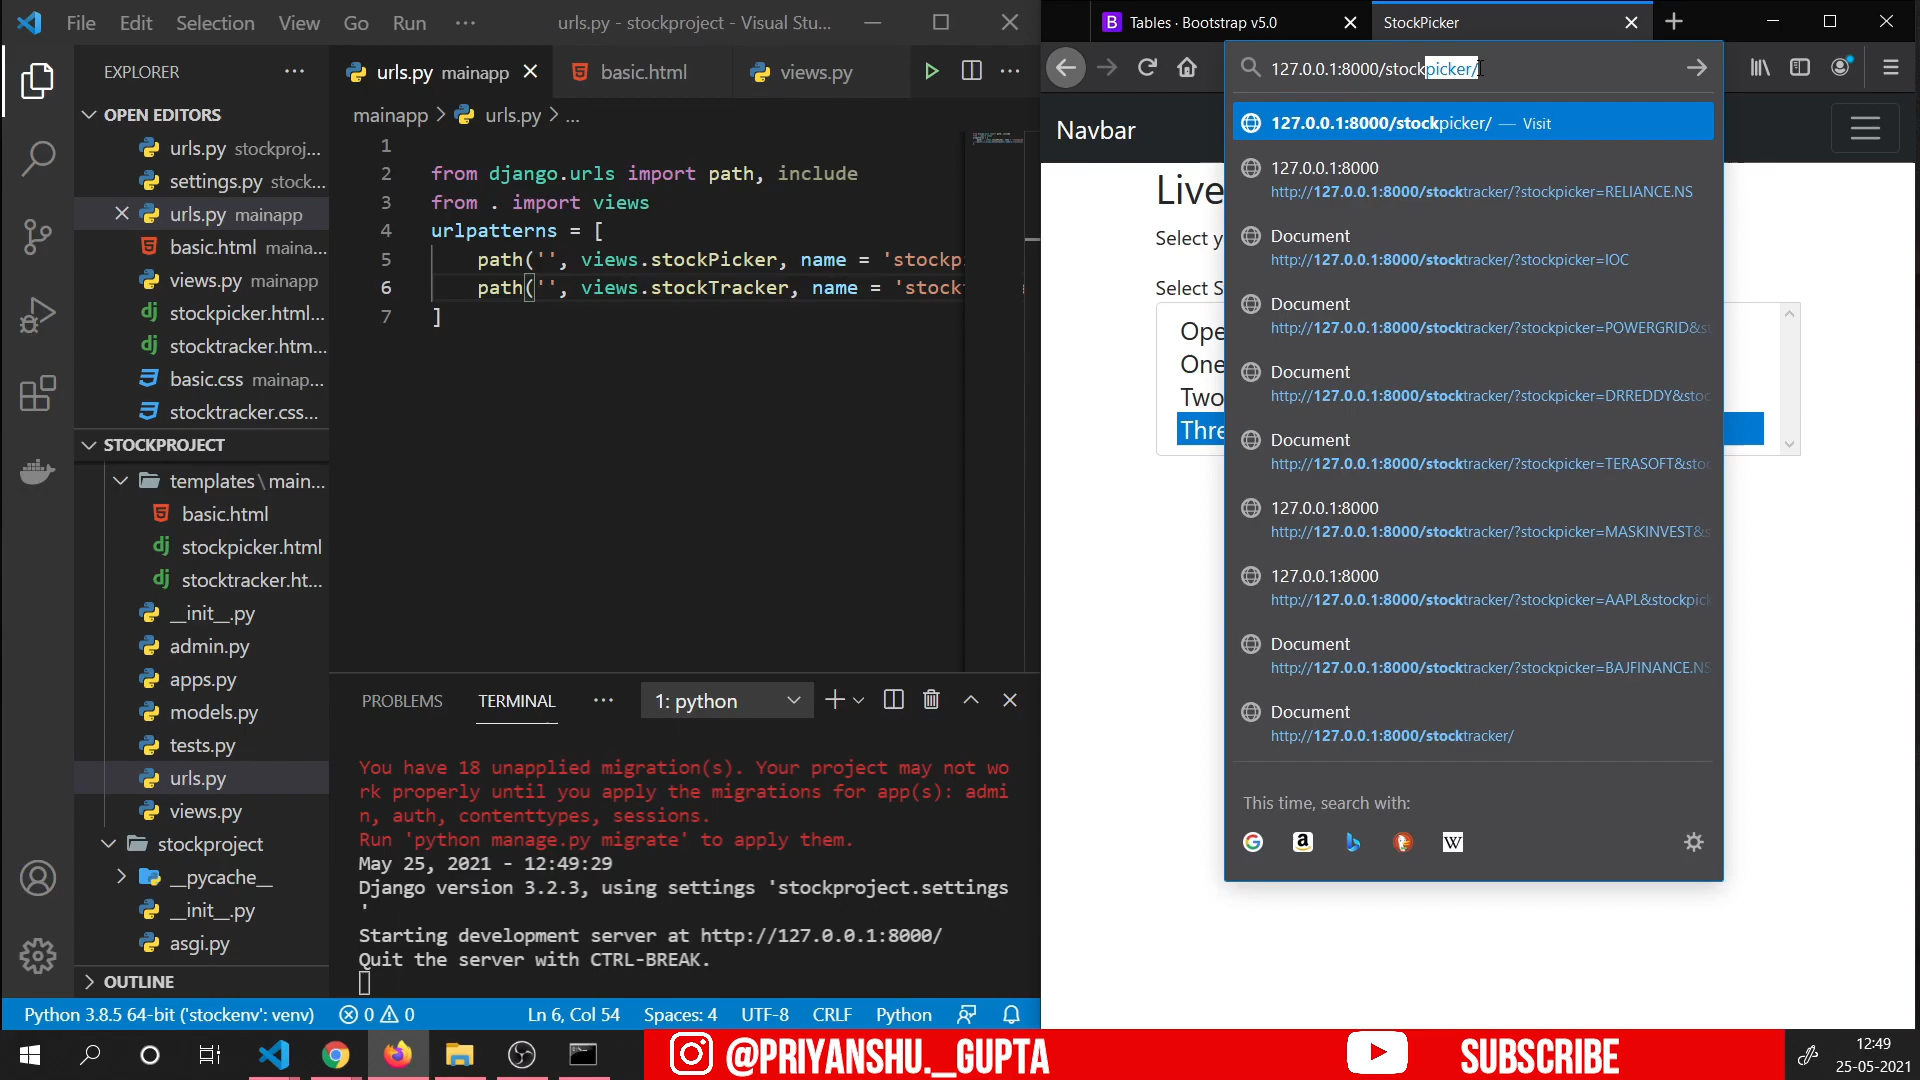 File Edit Selection View Go Run ··· urls.py - stockproject - Visual Stu...
EXPLORER
OPEN EDITORS
urls.py stockproj...
settings.py stock...
urls.py mainapp
basic.html maina...
views.py mainapp
stockpicker.html...
stocktracker.htm...
basic.css mainap...
stocktracker.css...
STOCKPROJECT
templates\main...
basic.html
stockpicker.html
stocktracker.ht...
__init__.py
admin.py
apps.py
models.py
tests.py
urls.py
views.py
stockproject
__pycache__
__init__.py
asgi.py
OUTLINE
urls.py mainapp basic.html views.py
mainapp > urls.py > ...
1
2 from django.urls import path, include
3 from . import views
4 urlpatterns = [
5 path('', views.stockPicker, name = 'stockp
6 path('', views.stockTracker, name = 'stock
7 ]
PROBLEMS TERMINAL ··· 1: python
You have 18 unapplied migration(s). Your project may not wo
rk properly until you apply the migrations for app(s): admi
n, auth, contenttypes, sessions.
Run 'python manage.py migrate' to apply them.
May 25, 2021 - 12:49:29
Django version 3.2.3, using settings 'stockproject.settings
'
Starting development server at http://127.0.0.1:8000/
Quit the server with CTRL-BREAK.
Python 3.8.5 64-bit ('stockenv': venv) 0 0 Ln 6, Col 54 Spaces: 4 UTF-8 CRLF Python
B Tables · Bootstrap v5.0 StockPicker
127.0.0.1:8000/stockpicker/
Navbar
Live
Select y
Select S
Ope
One
Two
Thre
127.0.0.1:8000/stockpicker/ — Visit
127.0.0.1:8000
http://127.0.0.1:8000/stocktracker/?stockpicker=RELIANCE.NS
Document
http://127.0.0.1:8000/stocktracker/?stockpicker=IOC
Document
http://127.0.0.1:8000/stocktracker/?stockpicker=POWERGRID&st
Document
http://127.0.0.1:8000/stocktracker/?stockpicker=DRREDDY&stoc
Document
http://127.0.0.1:8000/stocktracker/?stockpicker=TERASOFT&stoc
127.0.0.1:8000
http://127.0.0.1:8000/stocktracker/?stockpicker=MASKINVEST&s
127.0.0.1:8000
http://127.0.0.1:8000/stocktracker/?stockpicker=AAPL&stockpick
Document
http://127.0.0.1:8000/stocktracker/?stockpicker=BAJFINANCE.NS
Document
http://127.0.0.1:8000/stocktracker/
This time, search with:
@PRIYANSHU._GUPTA
SUBSCRIBE
12:49
25-05-2021